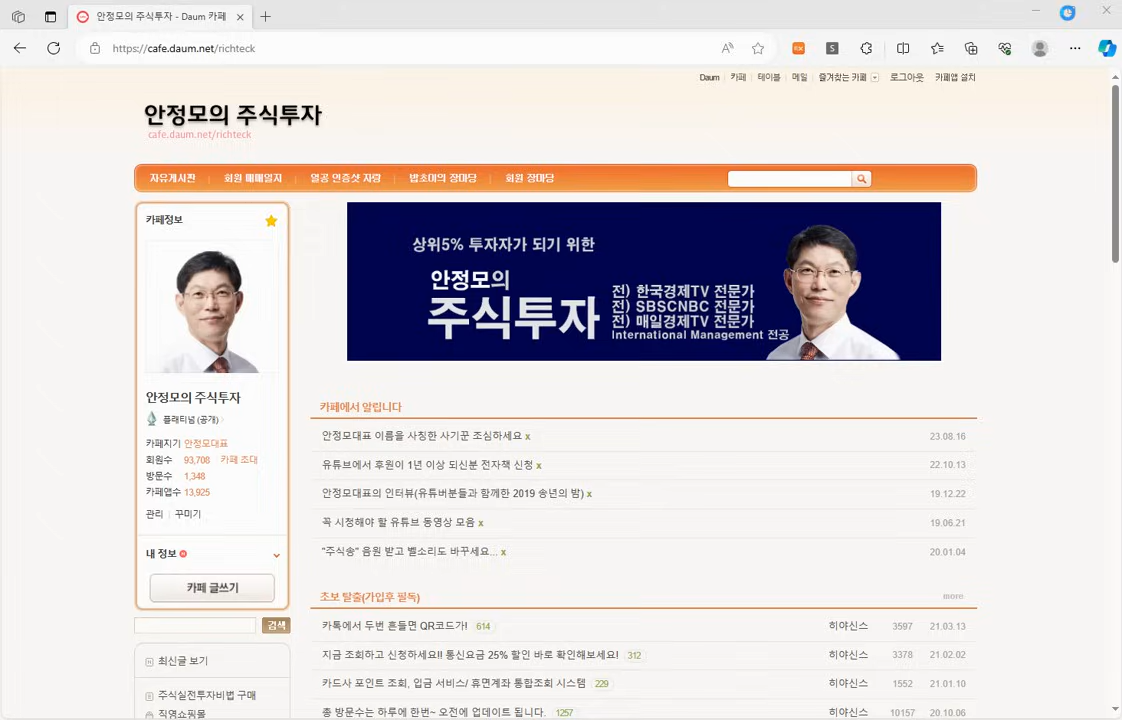 안정모의 주식투자 - Daum 카페
https://cafe.daum.net/richteck
Daum 카페 테이블 메일 즐겨찾는 카페 로그아웃 카페앱 설치
안정모의 주식투자
cafe.daum.net/richteck
자유게시판 회원 매매일지 열공 인증샷 자랑 밥초이의 장마당 회원 장마당
카페정보
상위5% 투자자가 되기 위한
안정모의
주식투자
전) 한국경제TV 전문가
전) SBSCNBC 전문가
전) 매일경제TV 전문가
International Management 전공
안정모의 주식투자
플래티넘 (공개)
카페지기 안정모대표
회원수 93,708 카페 초대
방문수 1,348
카페앱수 13,925
관리 꾸미기
내 정보
카페 글쓰기
검색
최신글 보기
주식실전투자비법 구매
직영쇼핑몰
카페에서 알립니다
안정모대표 이름을 사칭한 사기꾼 조심하세요 x 23.08.16
유튜브에서 후원이 1년 이상 되신분 전자책 신청 x 22.10.13
안정모대표의 인터뷰(유튜버분들과 함께한 2019 송년의 밤) x 19.12.22
꼭 시청해야 할 유튜브 동영상 모음 x 19.06.21
"주식송" 음원 받고 벨소리도 바꾸세요... x 20.01.04
초보 탈출(가입후 필독) more
카톡에서 두번 흔들면 QR코드가! 614 히야신스 3597 21.03.13
지금 조회하고 신청하세요!! 통신요금 25% 할인 바로 확인해보세요! 312 히야신스 3378 21.02.02
카드사 포인트 조회, 입금 서비스/ 휴면계좌 통합조회 시스템 229 히야신스 1552 21.01.10
총 방문수는 하루에 한번~ 오전에 업데이트 됩니다. 1257 히야신스 10157 20.10.06